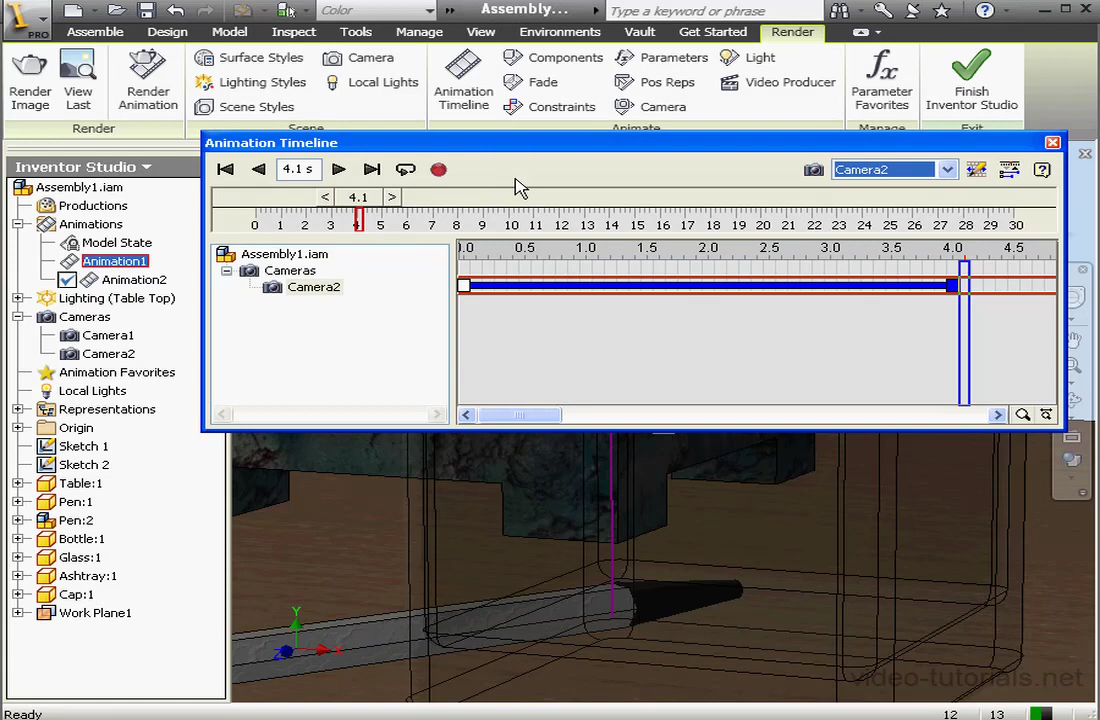 PRO
Color
Assembly...
Type a keyword or phrase
Assemble Design Model Inspect Tools Manage View Environments Vault Get Started Render
Render Image
View Last
Render Animation
Surface Styles
Camera
Lighting Styles
Local Lights
Scene Styles
Animation Timeline
Components
Parameters
Light
Fade
Pos Reps
Video Producer
Constraints
Camera
fx
Parameter Favorites
Finish Inventor Studio
Render
Scene
Animate
Manage
Exit
Animation Timeline
4.1 s
Camera2
< 4.1 >
0 1 2 3 4 5 6 7 8 9 10 11 12 13 14 15 16 17 18 19 20 21 22 23 24 25 26 27 28 29 30
Assembly1.iam
Cameras
Camera2
0.0 0.5 1.0 1.5 2.0 2.5 3.0 3.5 4.0 4.5
Inventor Studio
Assembly1.iam
Productions
Animations
Model State
Animation1
Animation2
Lighting (Table Top)
Cameras
Camera1
Camera2
Animation Favorites
Local Lights
Representations
Origin
Sketch 1
Sketch 2
Table:1
Pen:1
Pen:2
Bottle:1
Glass:1
Ashtray:1
Cap:1
Work Plane1
Y
X
Z
video-tutorials.net
Ready
12 13